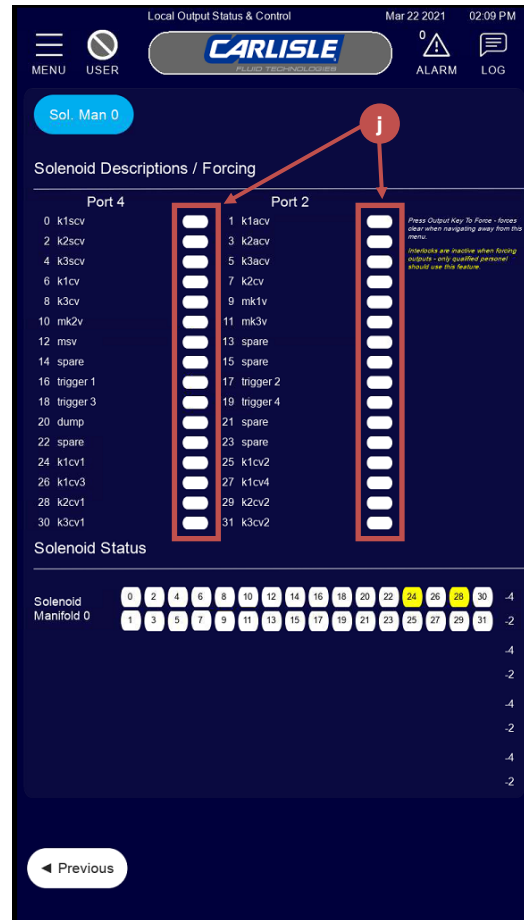 Local Output Status & Control Mar 22 2021 02:09 PM
MENU USER CARLISLE 0 ALARM LOG
FLUID TECHNOLOGIES
Sol. Man 0
j
Solenoid Descriptions / Forcing
Port 4 Port 2
0 k1scv 1 k1acv
2 k2scv 3 k2acv
4 k3scv 5 k3acv
6 k1cv 7 k2cv
8 k3cv 9 mk1v
10 mk2v 11 mk3v
12 msv 13 spare
14 spare 15 spare
16 trigger 1 17 trigger 2
18 trigger 3 19 trigger 4
20 dump 21 spare
22 spare 23 spare
24 k1cv1 25 k1cv2
26 k1cv3 27 k1cv4
28 k2cv1 29 k2cv2
30 k3cv1 31 k3cv2
Press Output Key To Force - forces
clear when navigating away from this
menu.
Interlocks are inactive when forcing
outputs - only qualified personel
should use this feature.
Solenoid Status
Solenoid
Manifold 0
0 2 4 6 8 10 12 14 16 18 20 22 24 26 28 30 -4
1 3 5 7 9 11 13 15 17 19 21 23 25 27 29 31 -2
-4
-2
-4
-2
-4
-2
◄ Previous